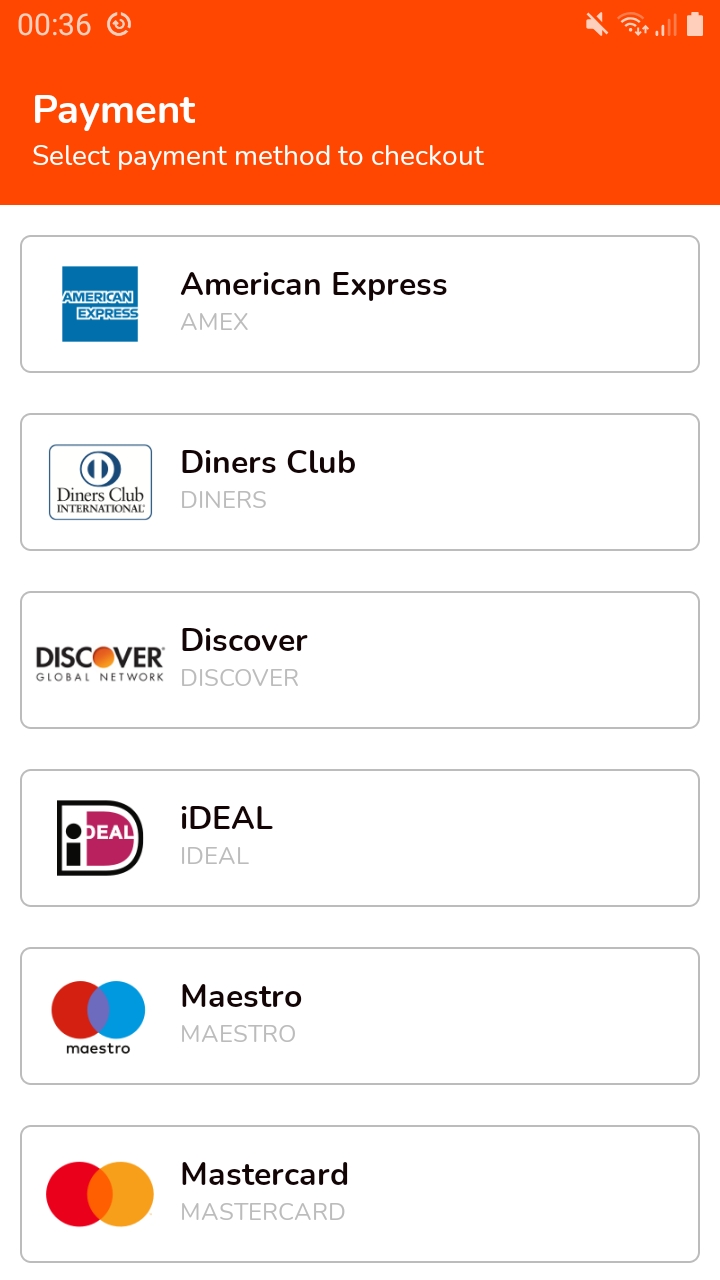 00:36
Payment
Select payment method to checkout
AMERICAN
EXPRESS
American Express
AMEX
Diners Club
INTERNATIONAL
Diners Club
DINERS
DISCOVER
GLOBAL NETWORK
Discover
DISCOVER
iDEAL
iDEAL
IDEAL
maestro
Maestro
MAESTRO
Mastercard
MASTERCARD